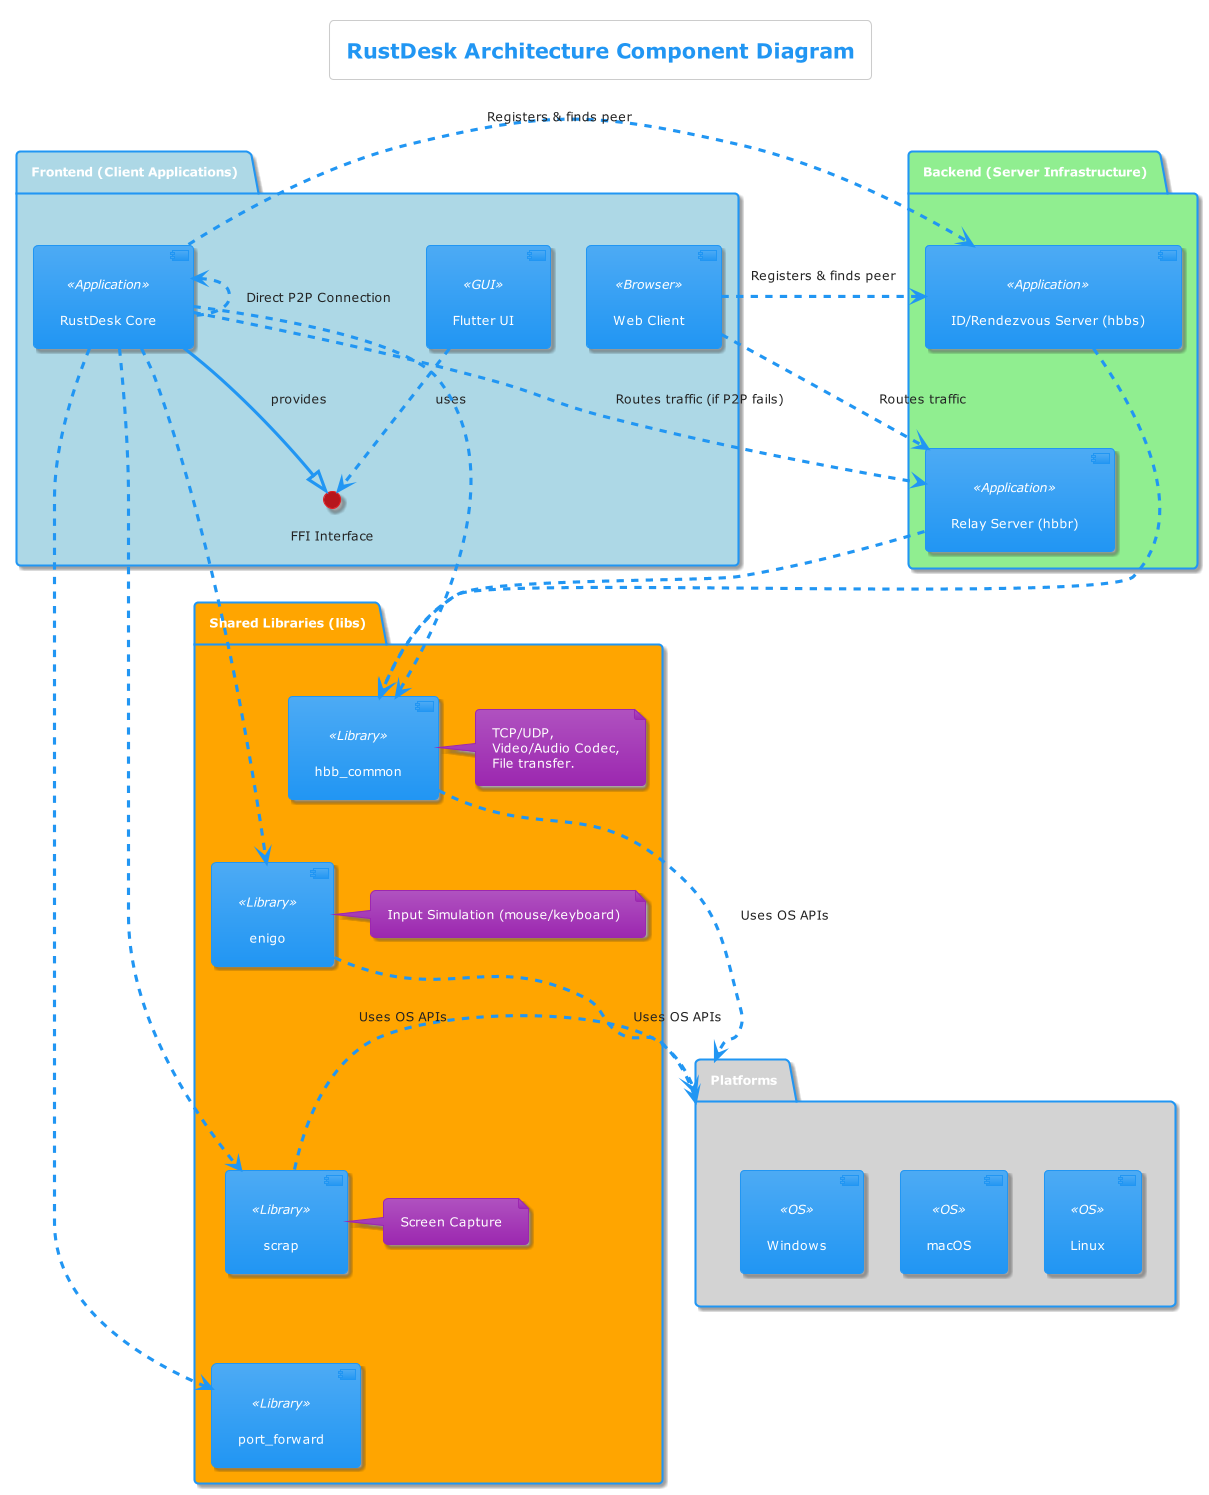 RustDesk Architecture Component Diagram
Registers & finds peer
Frontend (Client Applications)
Backend (Server Infrastructure)
«Application»
RustDesk Core
Direct P2P Connection
«GUI»
Flutter UI
«Browser»
Web Client
Registers & finds peer
«Application»
ID/Rendezvous Server (hbbs)
provides
uses
Routes traffic (if P2P fails)
Routes traffic
«Application»
Relay Server (hbbr)
FFI Interface
Shared Libraries (libs)
«Library»
hbb_common
TCP/UDP,
Video/Audio Codec,
File transfer.
«Library»
enigo
Input Simulation (mouse/keyboard)
Uses OS APIs
Uses OS APIs
Uses OS APIs
Platforms
«Library»
scrap
Screen Capture
«OS»
Windows
«OS»
macOS
«OS»
Linux
«Library»
port_forward